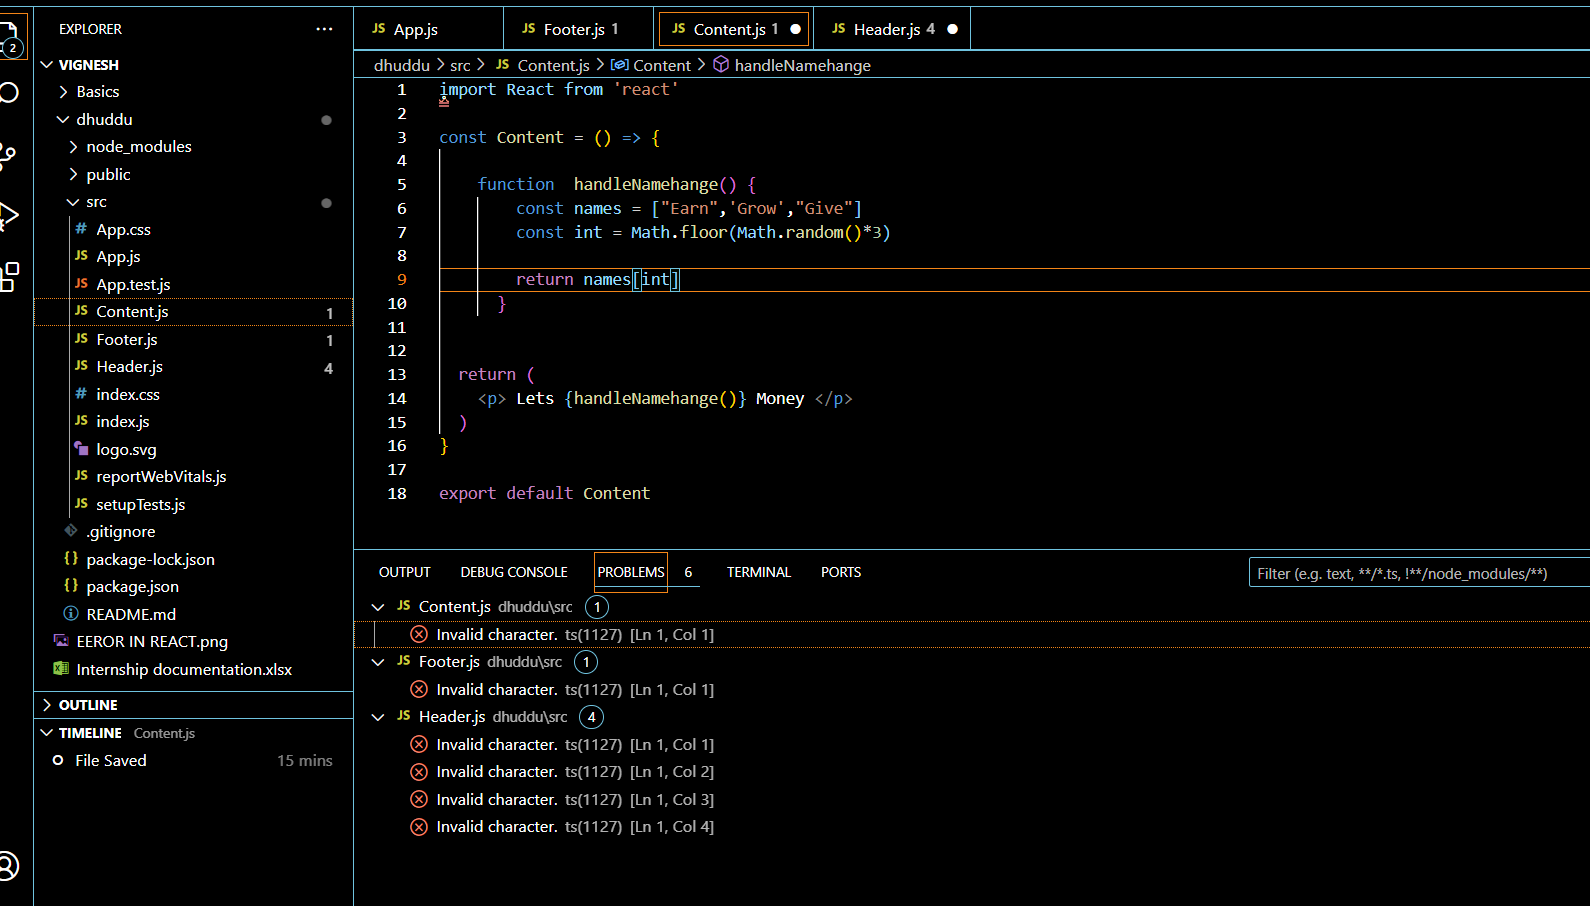 EXPLORER
VIGNESH
Basics
dhuddu
node_modules
public
src
# App.css
JS App.js
JS App.test.js
JS Content.js 1
JS Footer.js 1
JS Header.js 4
# index.css
JS index.js
logo.svg
JS reportWebVitals.js
JS setupTests.js
.gitignore
{} package-lock.json
{} package.json
README.md
EEROR IN REACT.png
Internship documentation.xlsx
OUTLINE
TIMELINE Content.js
File Saved 15 mins
2
JS App.js JS Footer.js 1 JS Content.js 1 JS Header.js 4
dhuddu > src > JS Content.js > Content > handleNamehange
1 import React from 'react'
2
3 const Content = () => {
4
5 function  handleNamehange() {
6 const names = ["Earn",'Grow',"Give"]
7 const int = Math.floor(Math.random()*3)
8
9 return names[int]
10 }
11
12
13 return (
14 <p> Lets {handleNamehange()} Money </p>
15 )
16 }
17
18 export default Content
OUTPUT DEBUG CONSOLE PROBLEMS 6 TERMINAL PORTS Filter (e.g. text, **/*.ts, !**/node_modules/**)
JS Content.js dhuddu\src 1
Invalid character. ts(1127) [Ln 1, Col 1]
JS Footer.js dhuddu\src 1
Invalid character. ts(1127) [Ln 1, Col 1]
JS Header.js dhuddu\src 4
Invalid character. ts(1127) [Ln 1, Col 1]
Invalid character. ts(1127) [Ln 1, Col 2]
Invalid character. ts(1127) [Ln 1, Col 3]
Invalid character. ts(1127) [Ln 1, Col 4]